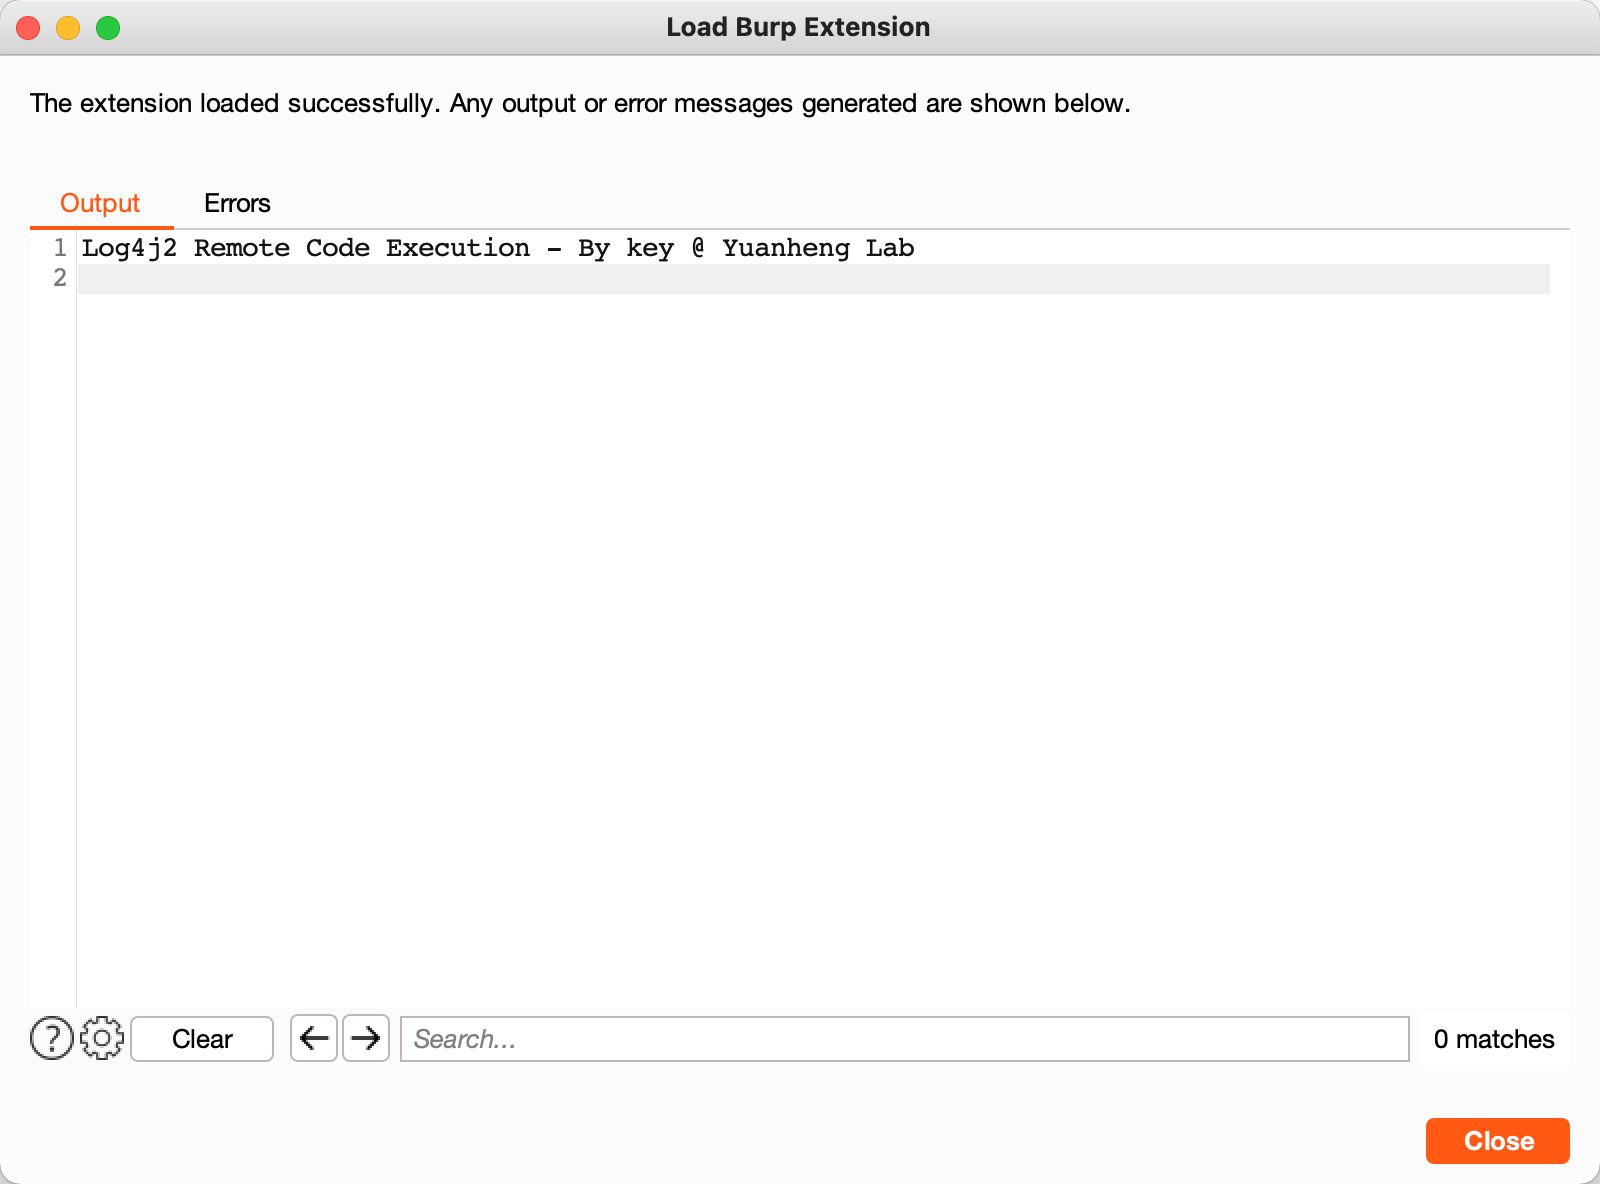 Load Burp Extension
The extension loaded successfully. Any output or error messages generated are shown below.
Output Errors
1 Log4j2 Remote Code Execution - By key @ Yuanheng Lab
2
? Clear ← → Search... 0 matches
Close